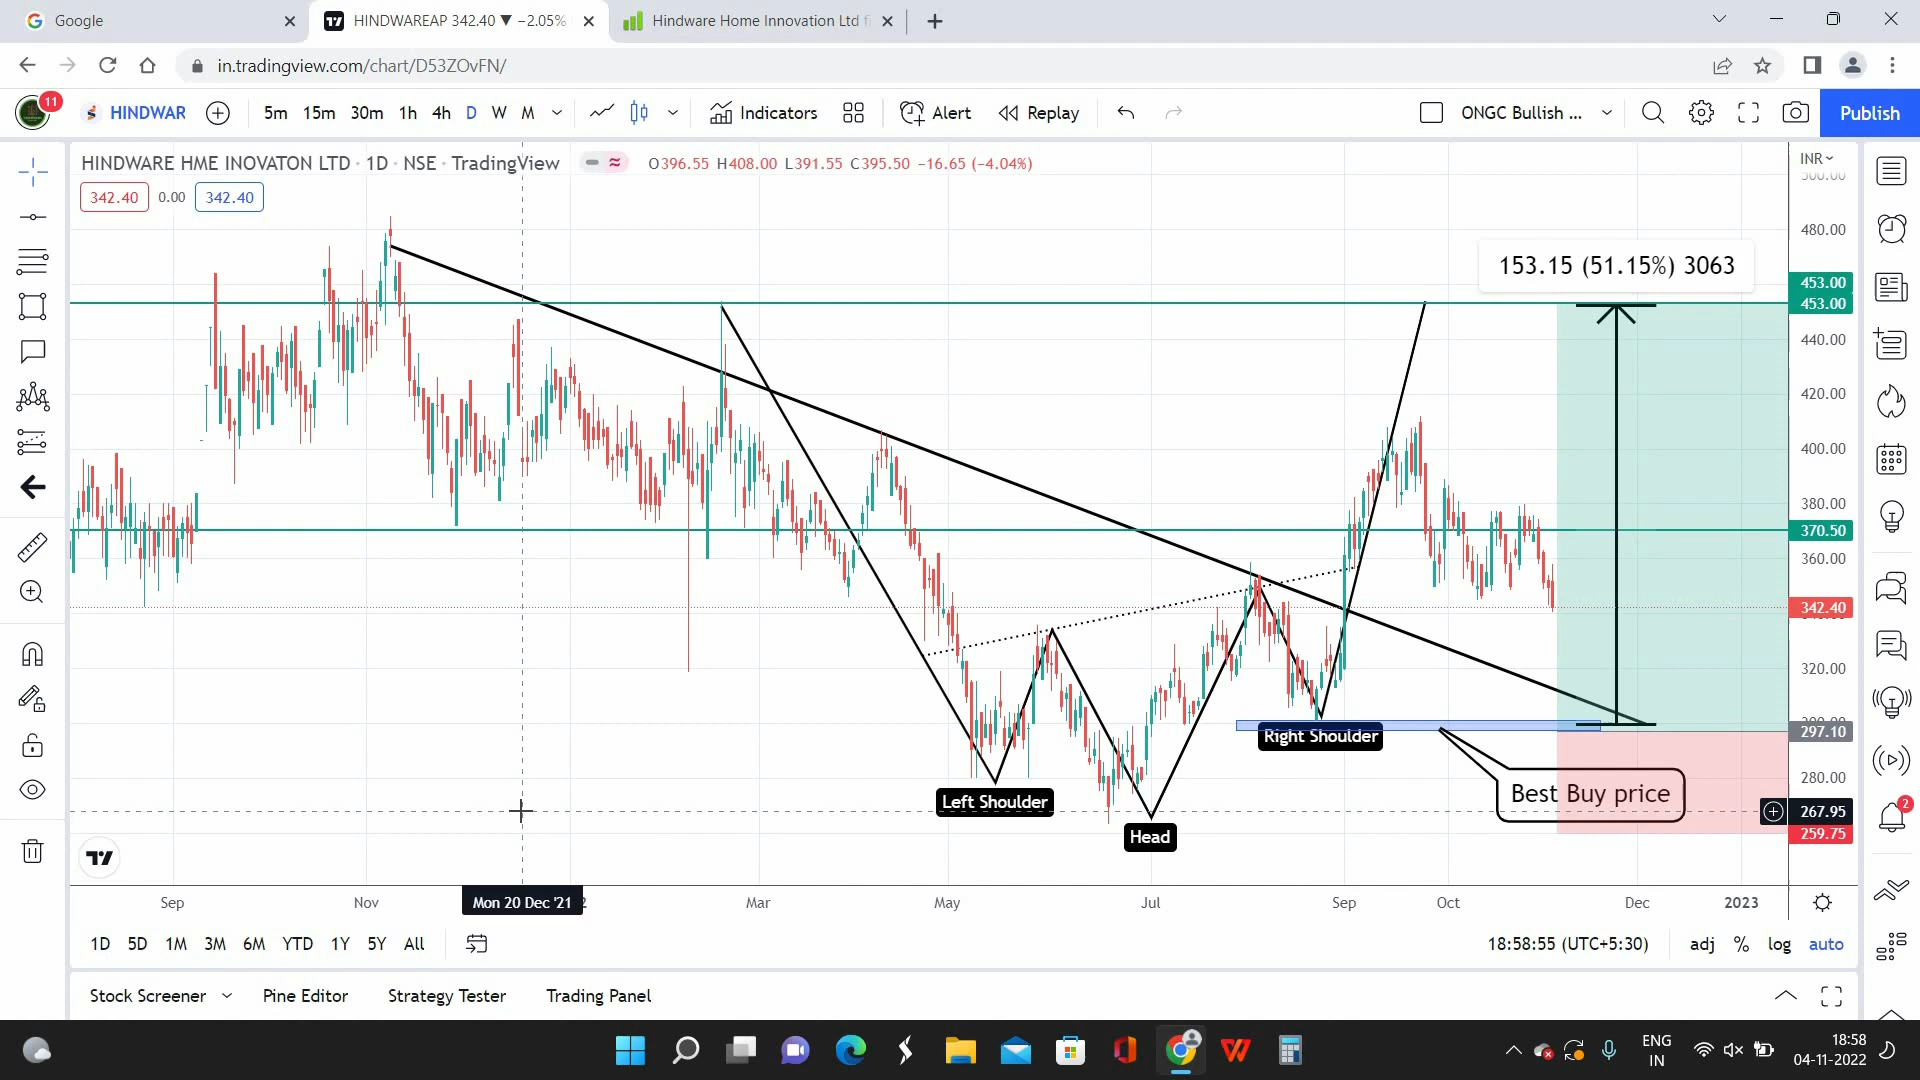 Google
HINDWAREAP 342.40 ▼ −2.05%
Hindware Home Innovation Ltd fi
in.tradingview.com/chart/D53ZOvFN/
11
HINDWAR
5m 15m 30m 1h 4h D W M
Indicators
Alert
Replay
ONGC Bullish ...
Publish
HINDWARE HME INOVATON LTD · 1D · NSE · TradingView
O396.55 H408.00 L391.55 C395.50 −16.65 (−4.04%)
INR
500.00
342.40 0.00 342.40
480.00
153.15 (51.15%) 3063
453.00
453.00
440.00
420.00
400.00
380.00
370.50
360.00
342.40
320.00
297.10
Right Shoulder
280.00
Best Buy price
Left Shoulder
267.95
2
259.75
Head
Sep Nov Mon 20 Dec '21 Mar May Jul Sep Oct Dec 2023
1D 5D 1M 3M 6M YTD 1Y 5Y All
18:58:55 (UTC+5:30) adj % log auto
Stock Screener Pine Editor Strategy Tester Trading Panel
ENG
IN
18:58
04-11-2022